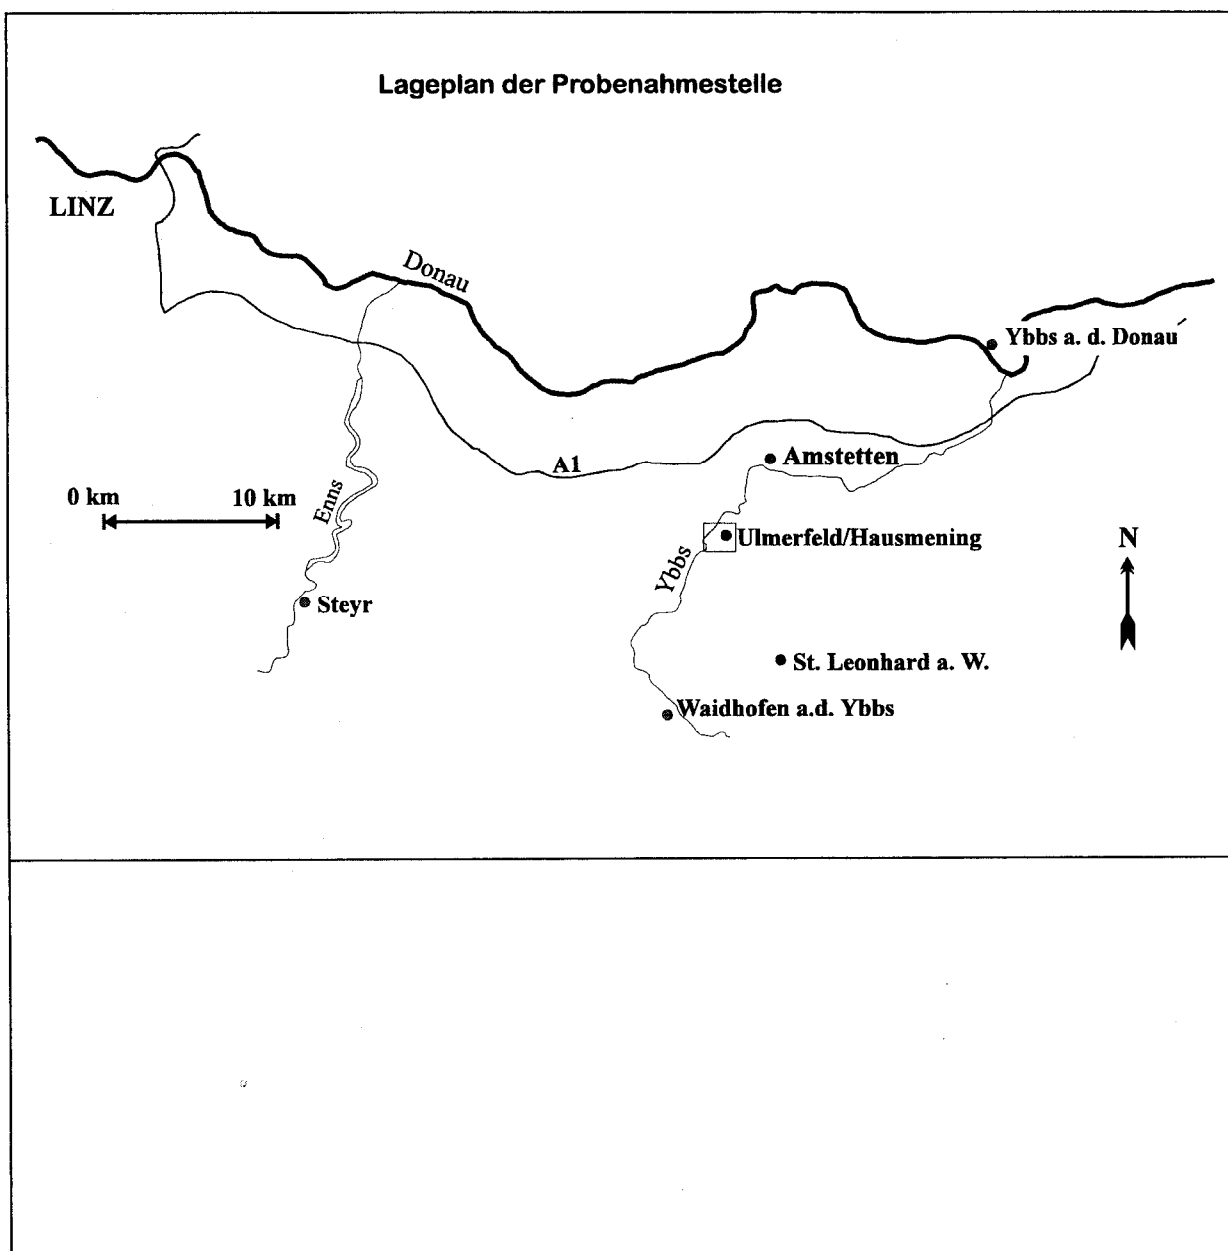 Lageplan der Probenahmestelle
LINZ
Donau
Ybbs a. d. Donau
A1
Amstetten
0 km
10 km
Enns
Ulmerfeld/Hausmening
N
Ybbs
Steyr
St. Leonhard a. W.
Waidhofen a.d. Ybbs